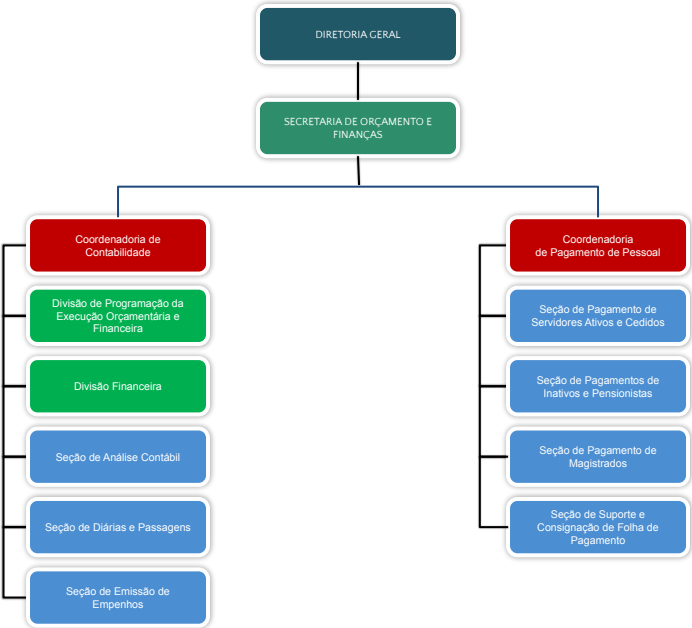 DIRETORIA GERAL
SECRETARIA DE ORÇAMENTO E
FINANÇAS
Coordenadoria de
Contabilidade
Divisão de Programação da
Execução Orçamentária e
Financeira
Divisão Financeira
Seção de Análise Contábil
Seção de Diárias e Passagens
Seção de Emissão de
Empenhos
Coordenadoria
de Pagamento de Pessoal
Seção de Pagamento de
Servidores Ativos e Cedidos
Seção de Pagamentos de
Inativos e Pensionistas
Seção de Pagamento de
Magistrados
Seção de Suporte e
Consignação de Folha de
Pagamento